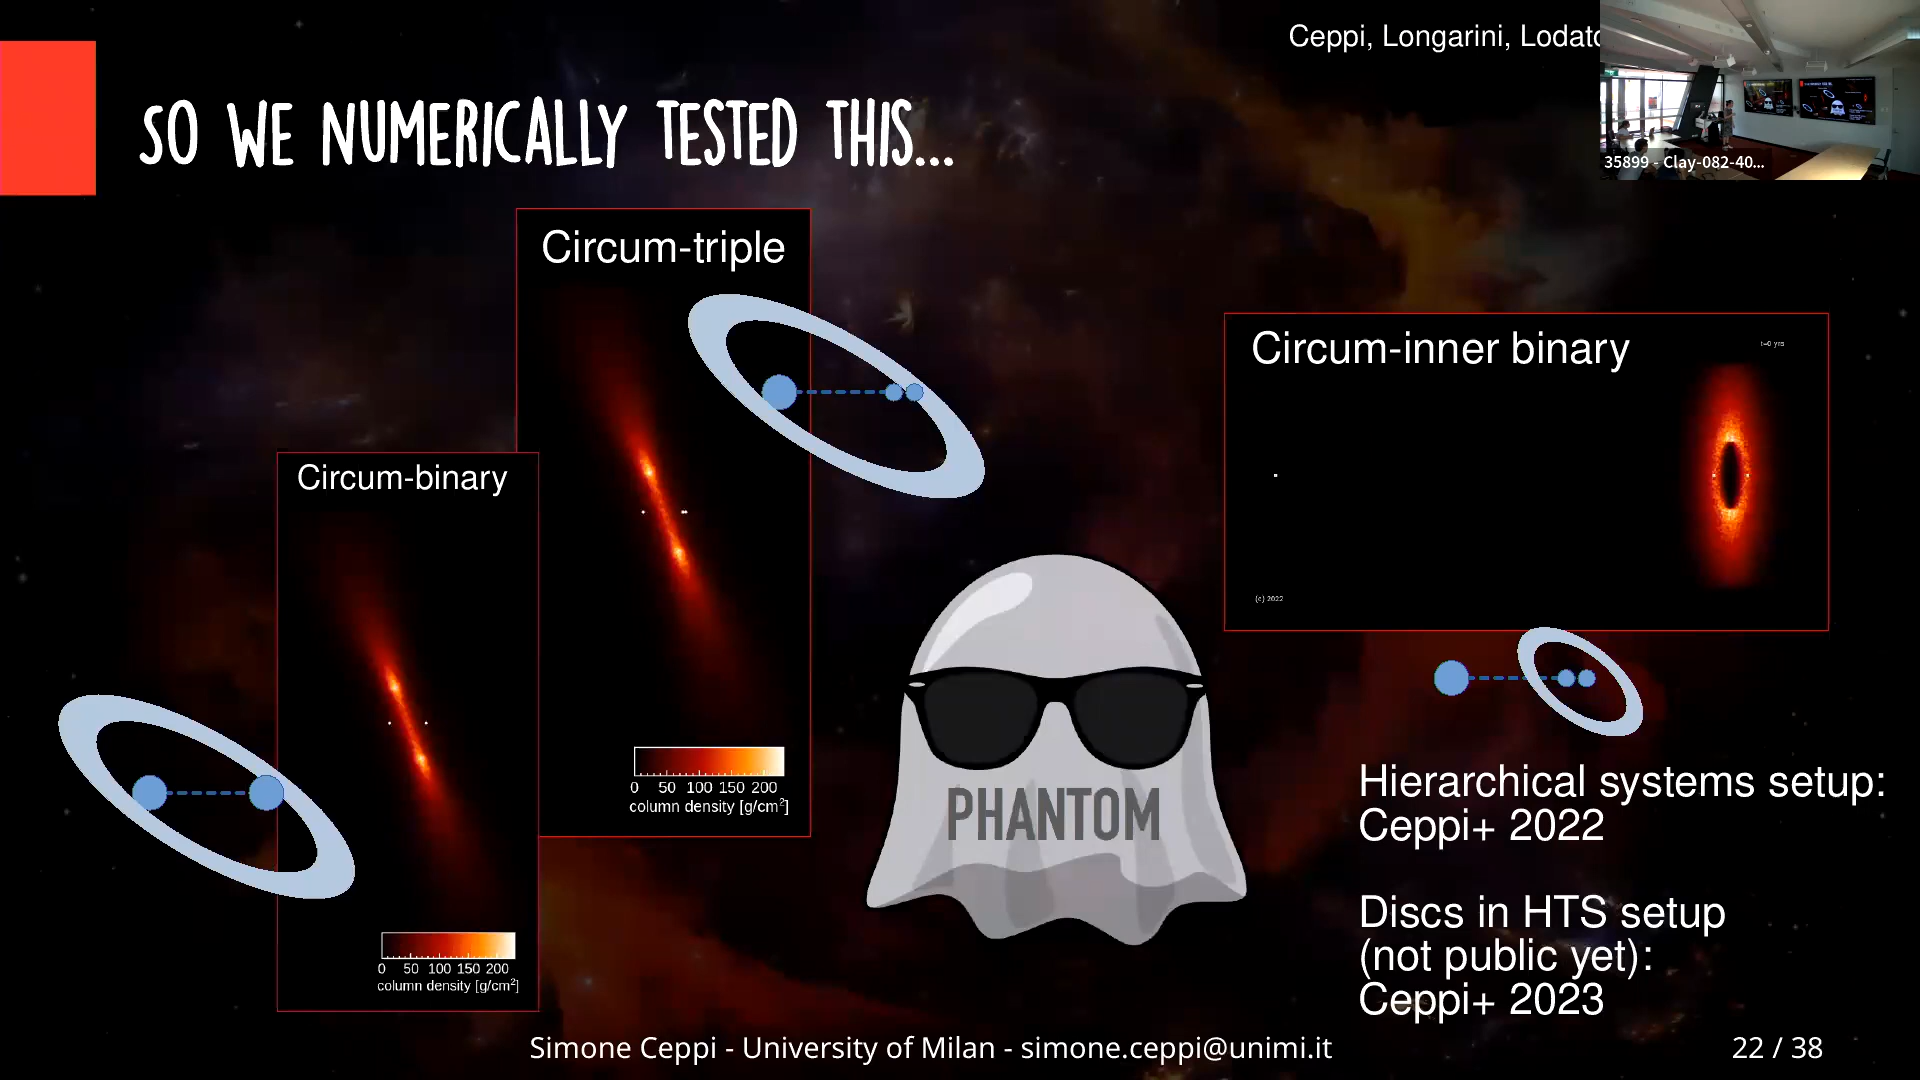 Ceppi, Longarini, Lodato
SO WE NUMERICALLY TESTED THIS...
35899 - Clay-082-40...
Circum-triple
Circum-inner binary
t=0 yrs
Circum-binary
(c) 2022
0 50 100 150 200
column density [g/cm²]
PHANTOM
0 50 100 150 200
column density [g/cm²]
Hierarchical systems setup:
Ceppi+ 2022
Discs in HTS setup
(not public yet):
Ceppi+ 2023
Simone Ceppi - University of Milan - simone.ceppi@unimi.it
22 / 38